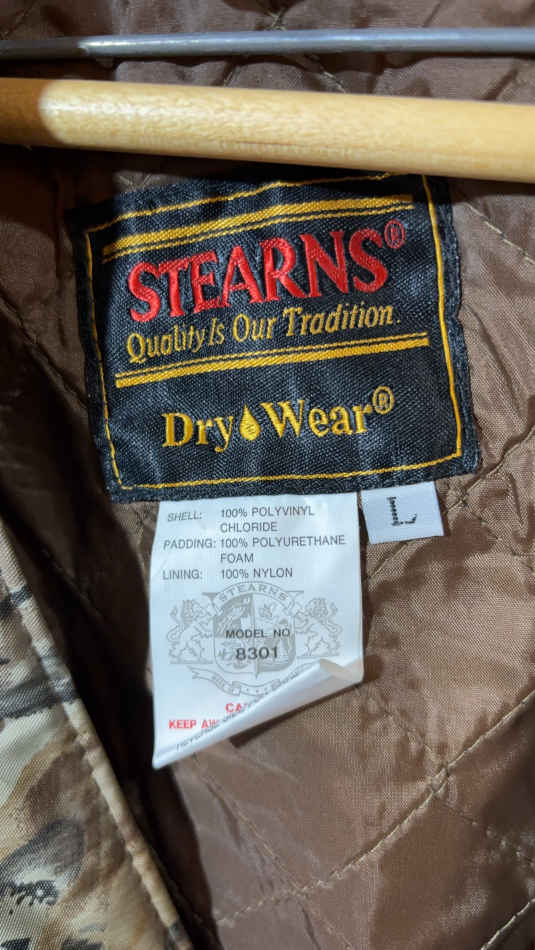 STEARNS®
Quality Is Our Tradition.
Dry Wear®
L
SHELL: 100% POLYVINYL
CHLORIDE
PADDING: 100% POLYURETHANE
FOAM
LINING: 100% NYLON
STEARNS
MODEL NO
8301
KEEP